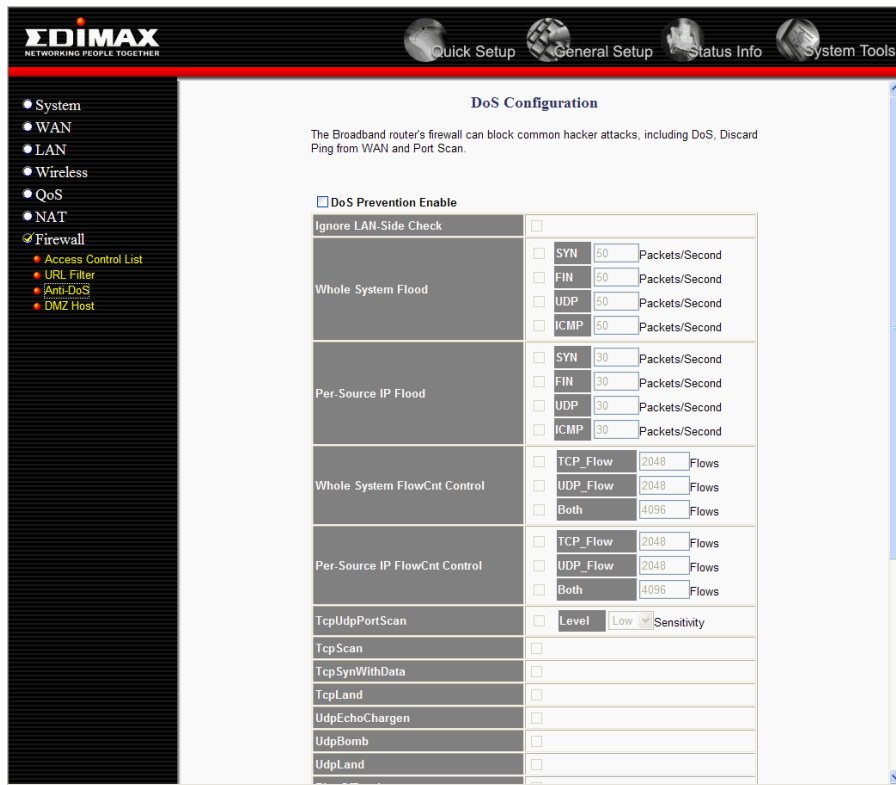 EDIMAX
NETWORKING PEOPLE TOGETHER
Quick Setup
General Setup
Status Info
System Tools
System
WAN
LAN
Wireless
QoS
NAT
Firewall
Access Control List
URL Filter
Anti-DoS
DMZ Host
DoS Configuration
The Broadband router's firewall can block common hacker attacks, including DoS, Discard
Ping from WAN and Port Scan.
DoS Prevention Enable
Ignore LAN-Side Check
Whole System Flood
SYN 50 Packets/Second
FIN 50 Packets/Second
UDP 50 Packets/Second
ICMP 50 Packets/Second
Per-Source IP Flood
SYN 30 Packets/Second
FIN 30 Packets/Second
UDP 30 Packets/Second
ICMP 30 Packets/Second
Whole System FlowCnt Control
TCP_Flow 2048 Flows
UDP_Flow 2048 Flows
Both 4096 Flows
Per-Source IP FlowCnt Control
TCP_Flow 2048 Flows
UDP_Flow 2048 Flows
Both 4096 Flows
TcpUdpPortScan
Level Low Sensitivity
TcpScan
TcpSynWithData
TcpLand
UdpEchoChargen
UdpBomb
UdpLand